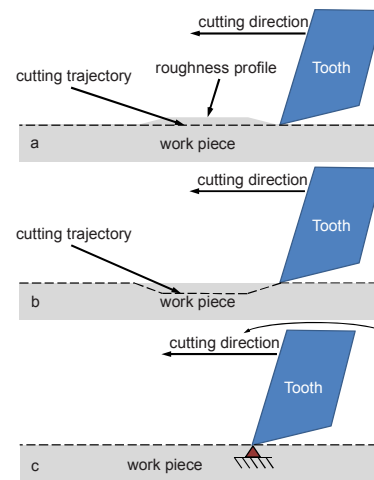 cutting direction
cutting trajectory
roughness profile
Tooth
a
work piece
cutting direction
Tooth
cutting trajectory
b
work piece
cutting direction
Tooth
c
work piece